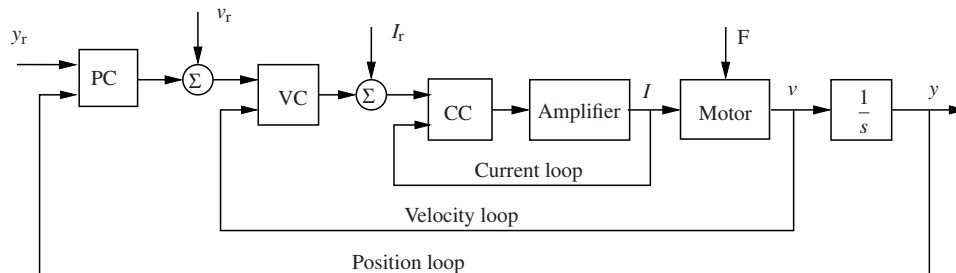 v_r
y_r
I_r
F
PC
Σ
VC
Σ
CC
Amplifier
I
Motor
v
1
s
y
Current loop
Velocity loop
Position loop